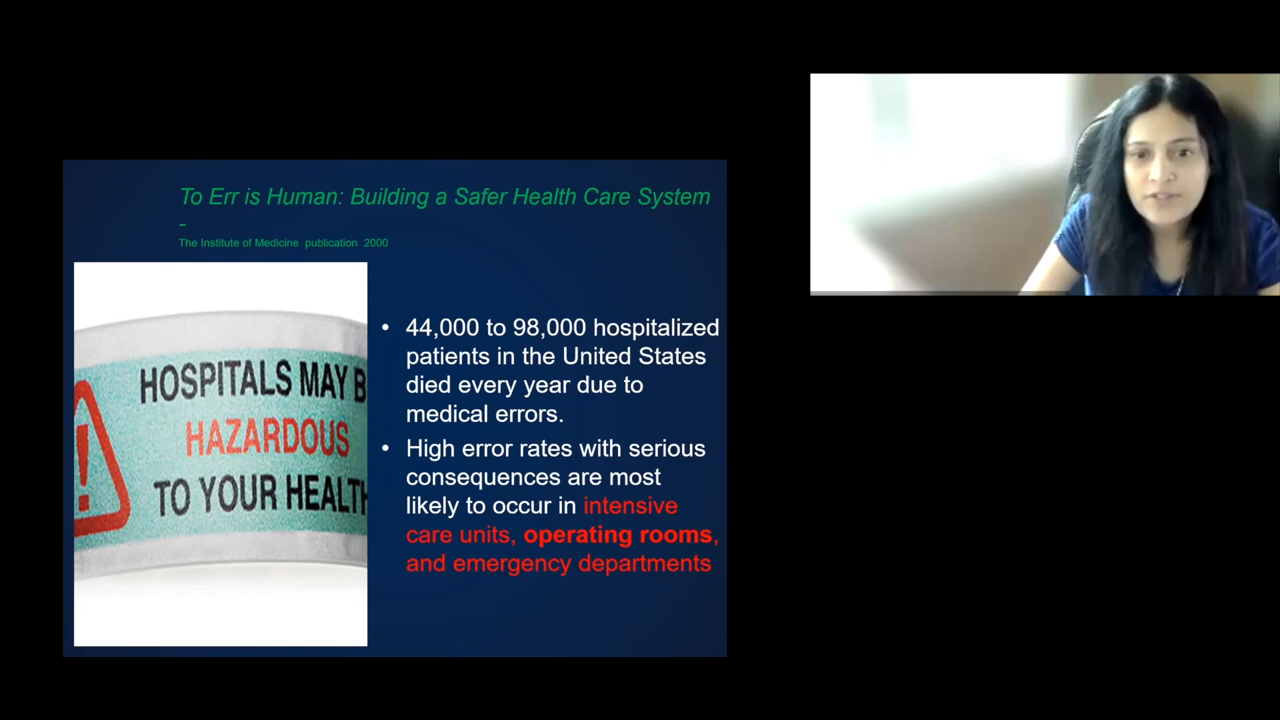 To Err is Human: Building a Safer Health Care System
-
The Institute of Medicine publication 2000
HOSPITALS MAY B
HAZARDOUS
TO YOUR HEALTH
• 44,000 to 98,000 hospitalized
patients in the United States
died every year due to
medical errors.
• High error rates with serious
consequences are most
likely to occur in intensive
care units, operating rooms,
and emergency departments